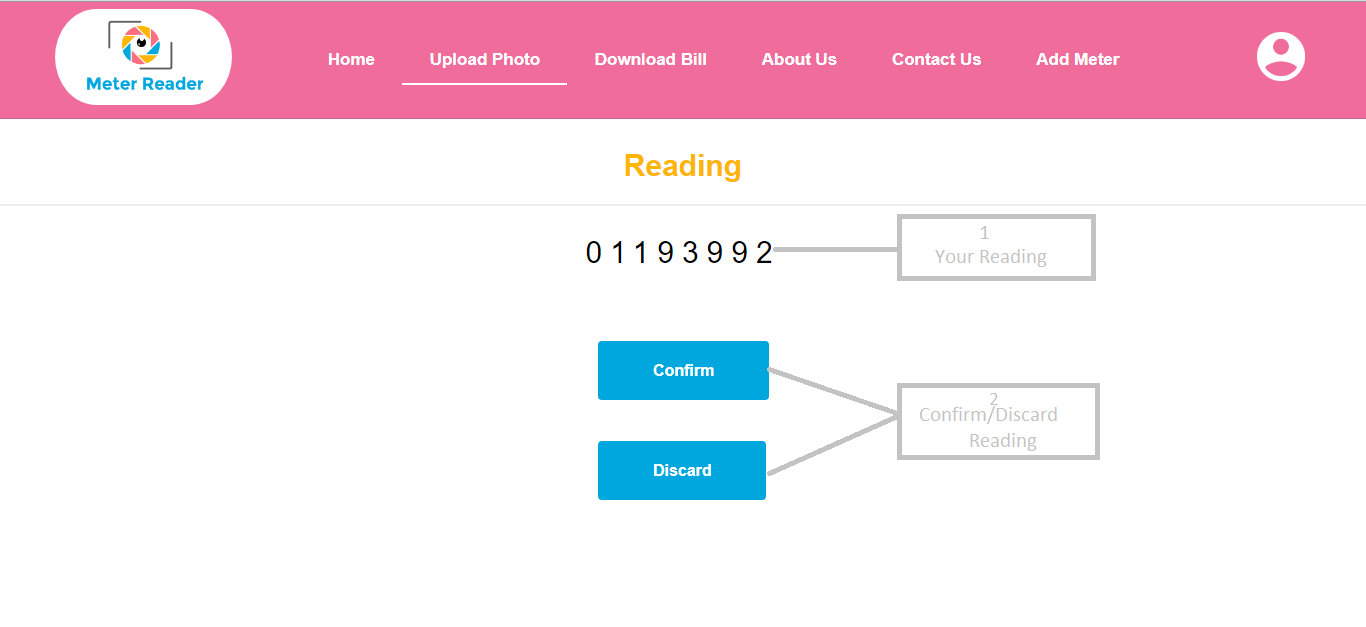 Meter Reader
Home Upload Photo Download Bill About Us Contact Us Add Meter
Reading
0 1 1 9 3 9 9 2
1
Your Reading
Confirm
2
Confirm/Discard
Reading
Discard